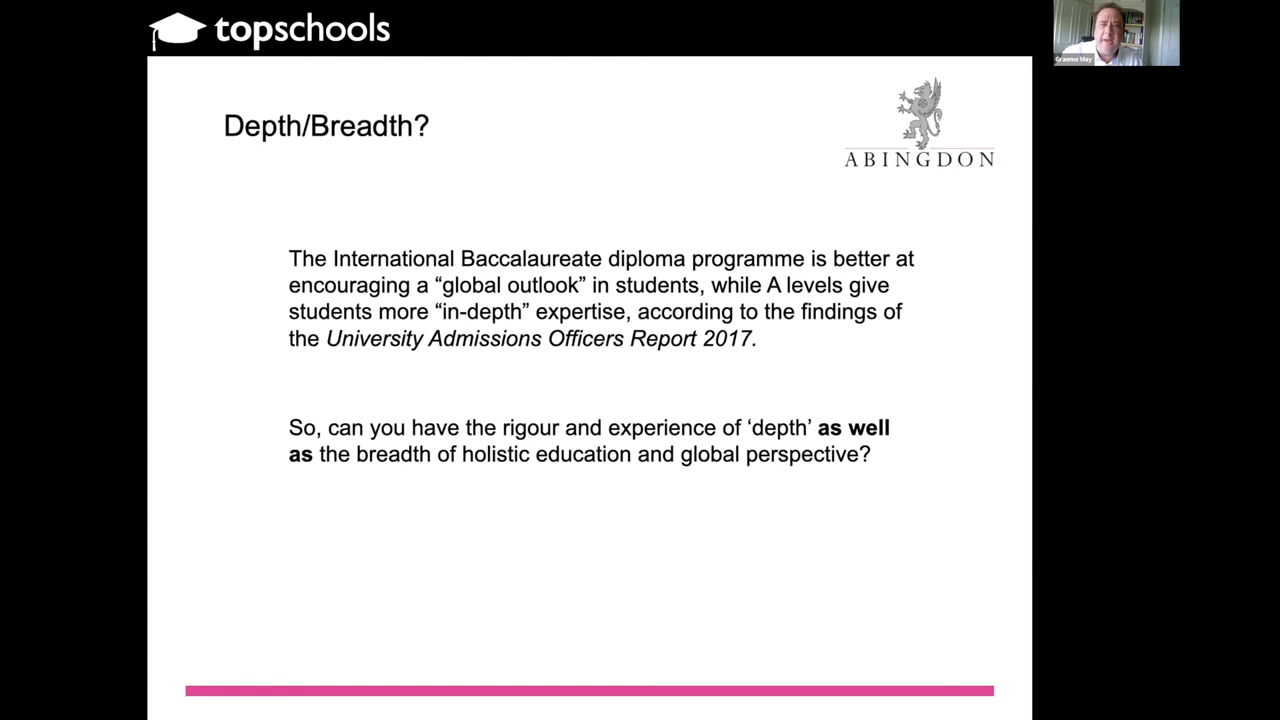 topschools
Graeme May
Depth/Breadth?
ABINGDON
The International Baccalaureate diploma programme is better at
encouraging a “global outlook” in students, while A levels give
students more “in-depth” expertise, according to the findings of
the University Admissions Officers Report 2017.
So, can you have the rigour and experience of ‘depth’ as well
as the breadth of holistic education and global perspective?